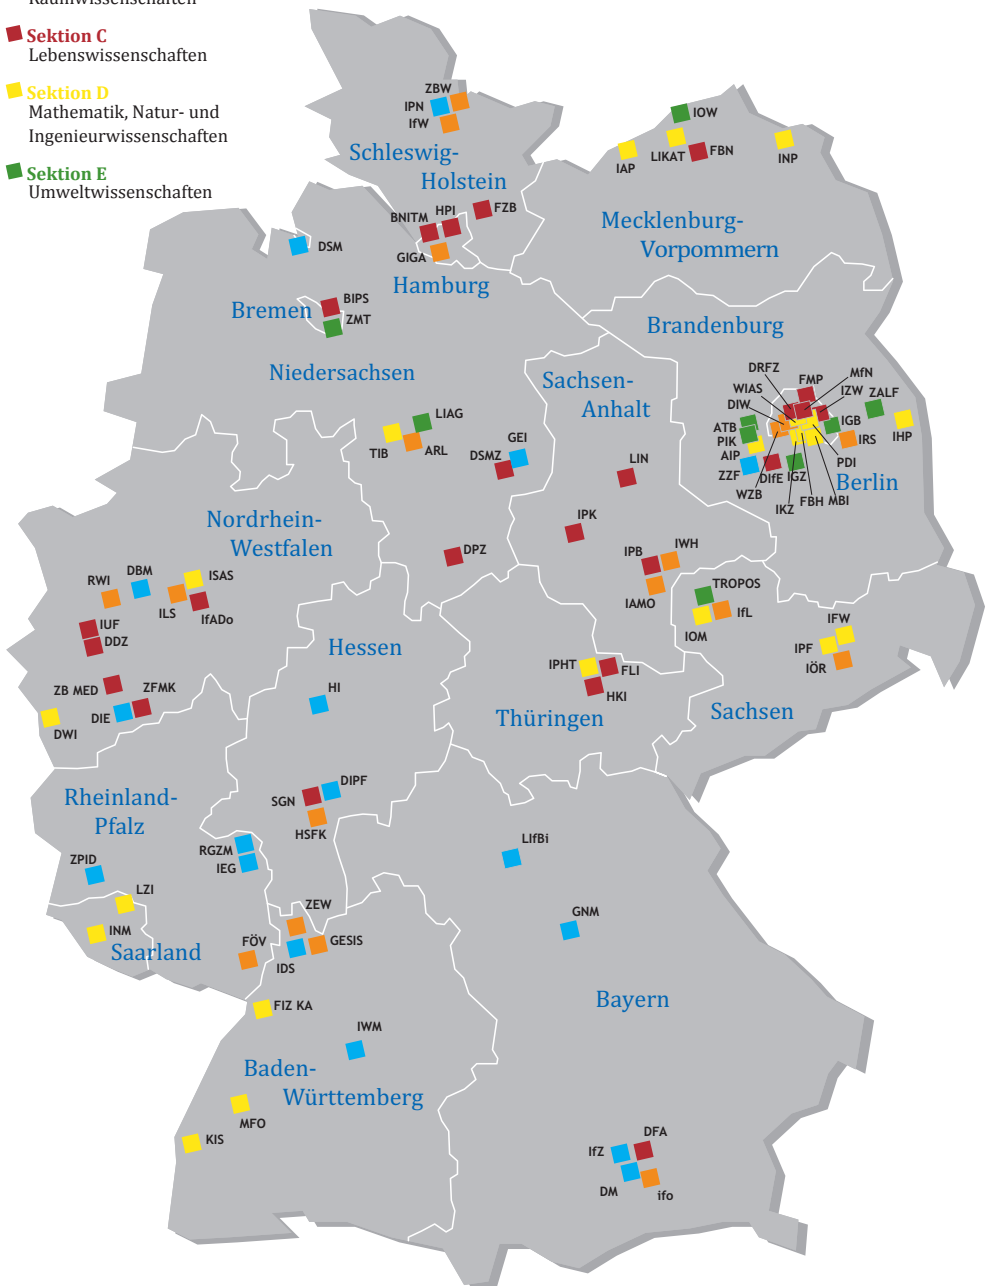 Raumwissenschaften
Sektion C
Lebenswissenschaften
Sektion D
Mathematik, Natur- und
Ingenieurwissenschaften
Sektion E
Umweltwissenschaften
ZBW
IPN
IfW
Schleswig-
Holstein
IOW
IAP
LIKAT
FBN
INP
Mecklenburg-
Vorpommern
BNITM
HPI
FZB
GIGA
Hamburg
DSM
Bremen
BIPS
ZMT
Niedersachsen
Brandenburg
Sachsen-
Anhalt
DRFZ
FMP
MfN
WIAS
IZW
DIW
ZALF
ATB
IGB
PIK
IRS
IHP
AIP
PDI
ZZF
DIfE
IGZ
Berlin
WZB
IKZ
FBH
MBI
LIAG
TIB
ARL
GEI
DSMZ
LIN
IPK
DPZ
IPB
IWH
IAMO
Nordrhein-
Westfalen
RWI
DBM
ISAS
ILS
IfADo
IUF
DDZ
ZB MED
ZFMK
DIE
DWI
TROPOS
IfL
IOM
IFW
IPF
IÖR
Sachsen
Hessen
HI
IPHT
FLI
HKI
Thüringen
DIPF
SGN
HSFK
Rheinland-
Pfalz
RGZM
IEG
ZPID
LZI
INM
Saarland
ZEW
FÖV
GESIS
IDS
LIfBi
GNM
Bayern
FIZ KA
IWM
Baden-
Württemberg
MFO
KIS
DFA
IfZ
DM
ifo